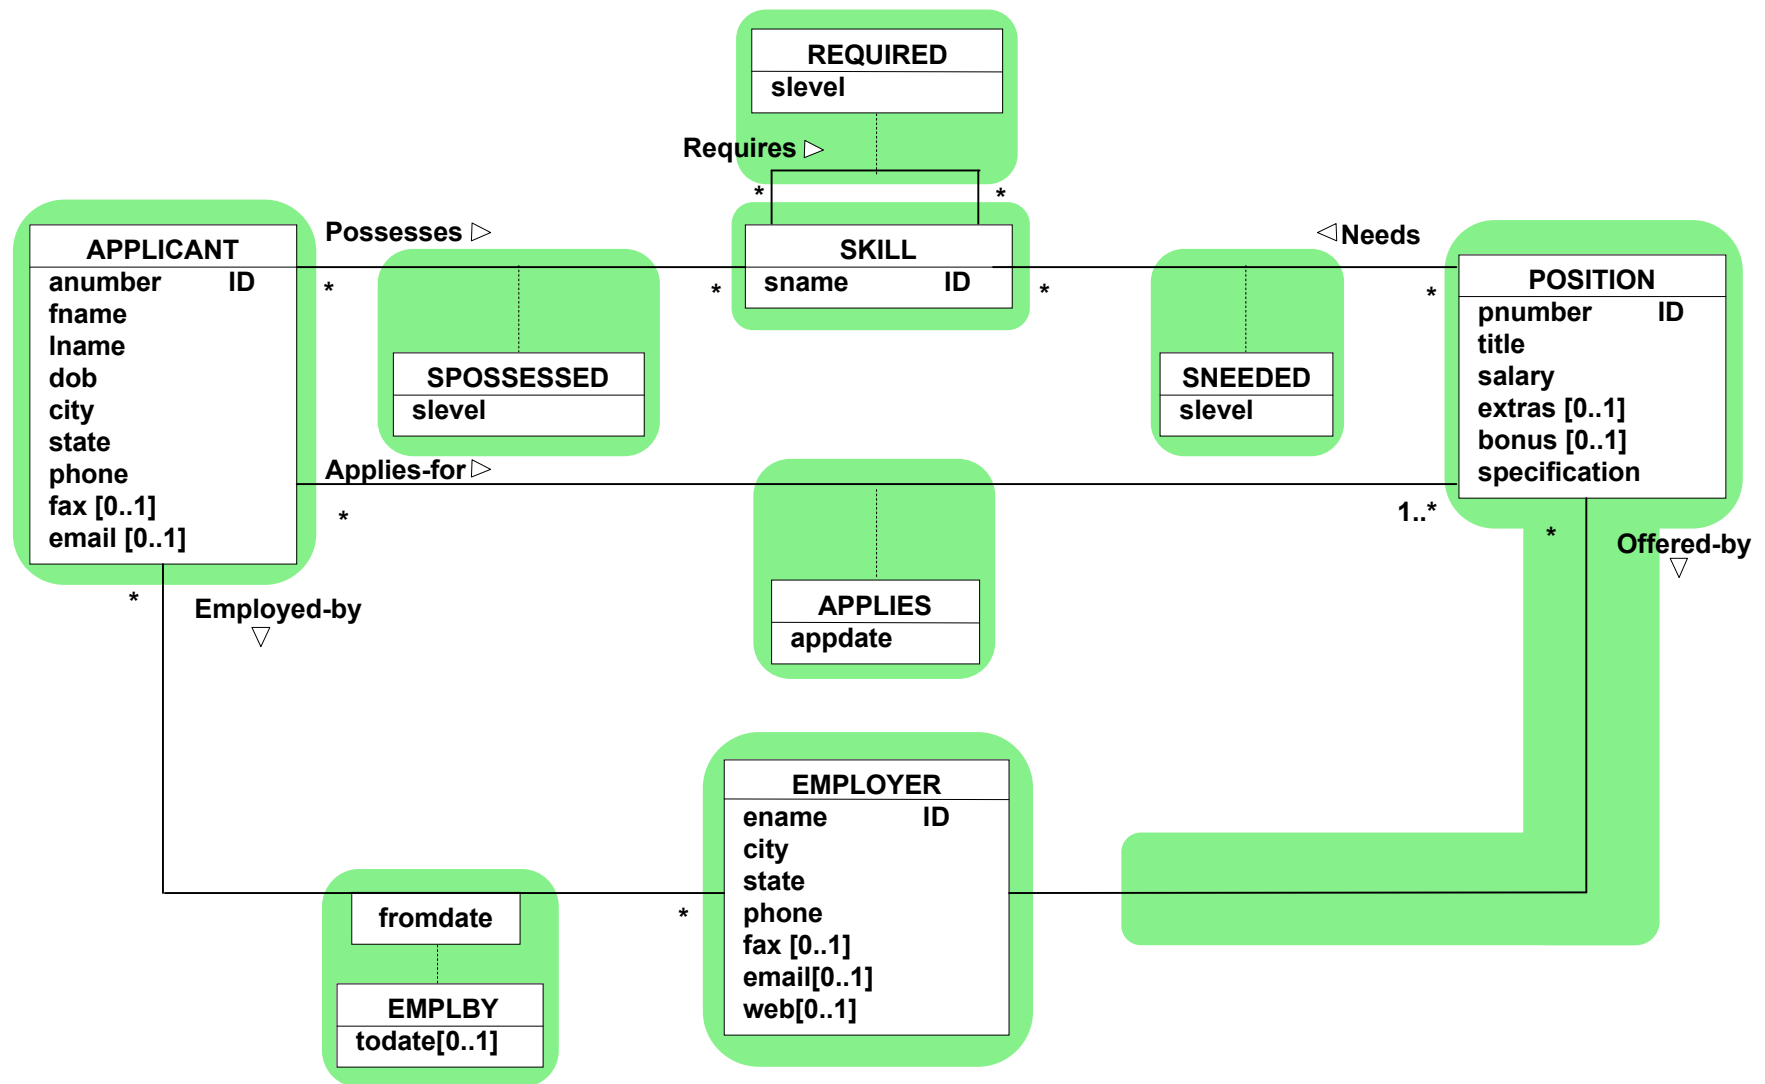 REQUIRED
slevel
Requires
*
*
Possesses
Needs
APPLICANT
anumber ID
fname
lname
dob
city
state
phone
fax [0..1]
email [0..1]
*
*
SKILL
sname ID
*
*
POSITION
pnumber ID
title
salary
extras [0..1]
bonus [0..1]
specification
SPOSSESSED
slevel
SNEEDED
slevel
Applies-for
*
1..*
*
Offered-by
*
Employed-by
APPLIES
appdate
EMPLOYER
ename ID
city
state
phone
fax [0..1]
email[0..1]
web[0..1]
fromdate
*
EMPLBY
todate[0..1]